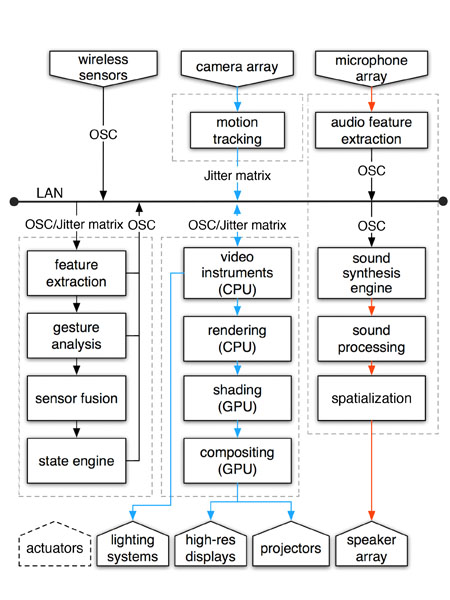 wireless
sensors
camera array
microphone
array
motion
tracking
audio feature
extraction
OSC
Jitter matrix
OSC
LAN
OSC/Jitter matrix
OSC
OSC/Jitter matrix
OSC
feature
extraction
video
instruments
(CPU)
sound
synthesis
engine
gesture
analysis
rendering
(CPU)
sound
processing
sensor fusion
shading
(GPU)
spatialization
state engine
compositing
(GPU)
actuators
lighting
systems
high-res
displays
projectors
speaker
array